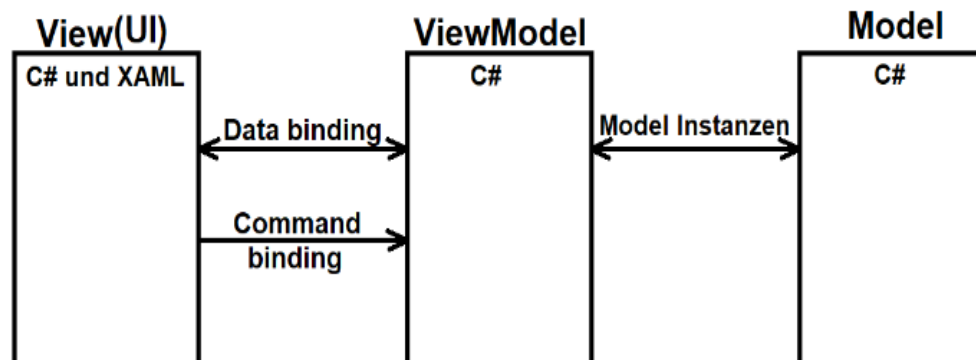 View(UI)
ViewModel
Model
C# und XAML
C#
C#
Data binding
Model Instanzen
Command
binding